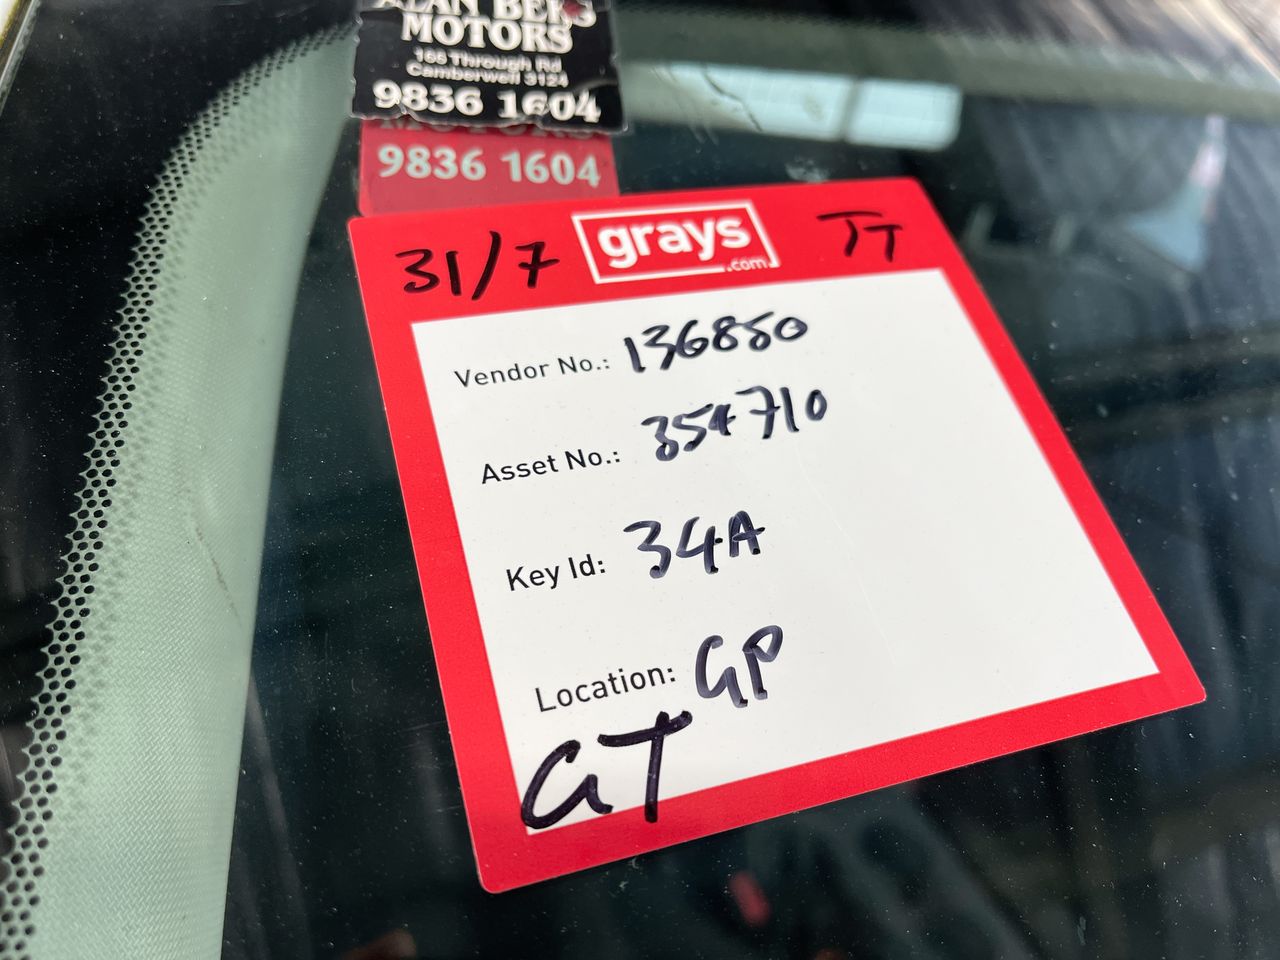 MOTORS
166 Through Rd
Camberwell 3124
9836 1604
9836 1604
31/7 grays TT
.com
Vendor No.: 136850
Asset No.: 354710
Key Id: 34A
Location: GP
GT